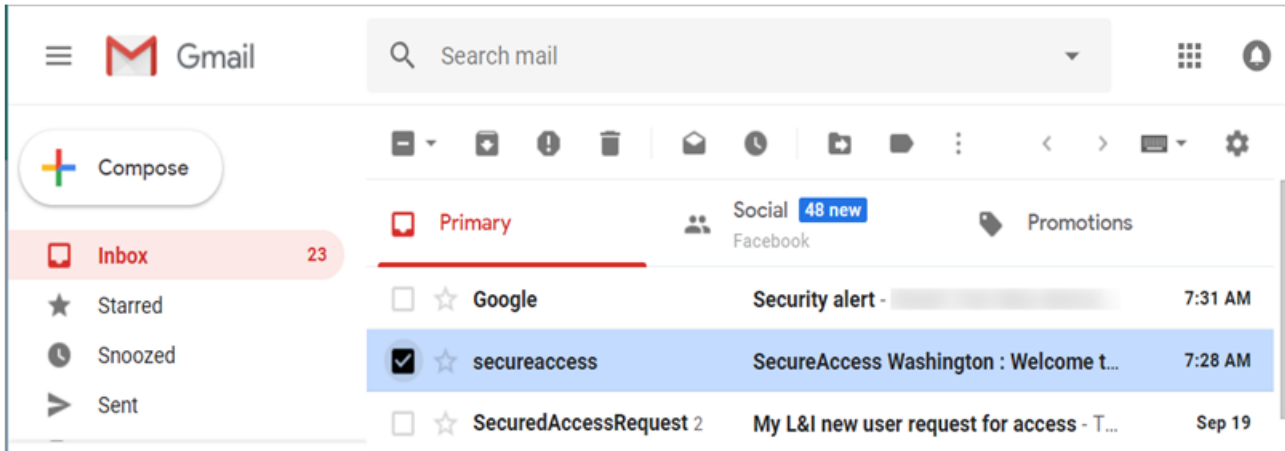 Gmail
Search mail
Compose
Primary
Social 48 new
Facebook
Promotions
Inbox 23
Starred
Snoozed
Sent
Google Security alert - 7:31 AM
secureaccess SecureAccess Washington : Welcome t... 7:28 AM
SecuredAccessRequest 2 My L&I new user request for access - T... Sep 19